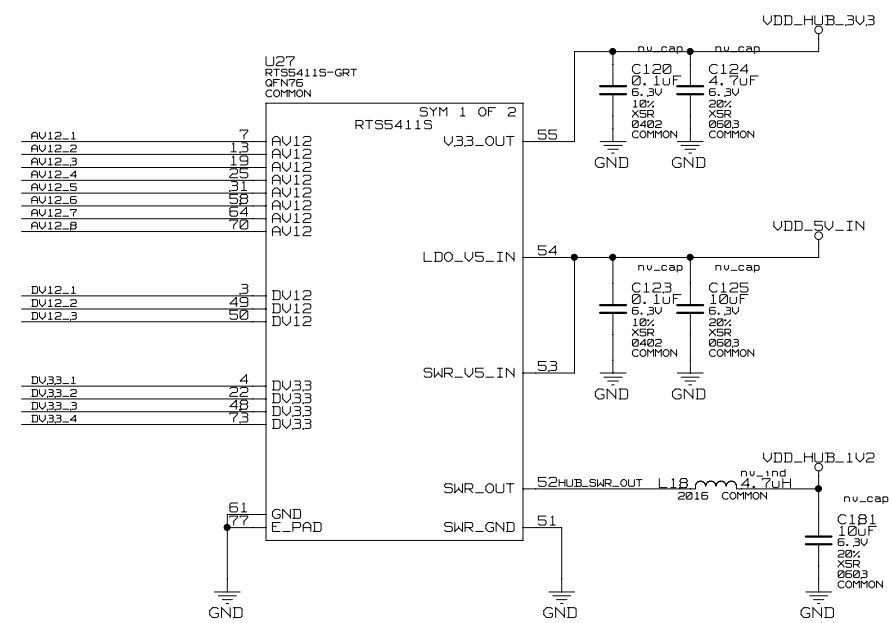 VDD_HUB_3V3
U27
RTS5411S-GRT
QFN76
COMMON
nv_cap nv_cap
C120
0.1uF
6.3V
10%
X5R
0402
COMMON
C124
4.7uF
6.3V
20%
X5R
0603
COMMON
GND GND
SYM 1 OF 2
RTS5411S
AV12_1 7 AV12
AV12_2 13 AV12
AV12_3 19 AV12
AV12_4 25 AV12
AV12_5 31 AV12
AV12_6 58 AV12
AV12_7 64 AV12
AV12_8 70 AV12
V33_OUT 55
VDD_5V_IN
LDO_V5_IN 54
nv_cap nv_cap
C123
0.1uF
6.3V
10%
X5R
0402
COMMON
C125
10uF
6.3V
20%
X5R
0603
COMMON
GND GND
DV12_1 3 DV12
DV12_2 49 DV12
DV12_3 50 DV12
SWR_V5_IN 53
DV33_1 4 DV33
DV33_2 22 DV33
DV33_3 48 DV33
DV33_4 73 DV33
VDD_HUB_1V2
SWR_OUT 52 HUB_SWR_OUT L18 nv_ind 4.7uH
2016 COMMON
nv_cap
C181
10uF
6.3V
20%
X5R
0603
COMMON
61 GND
77 E_PAD
SWR_GND 51
GND GND GND